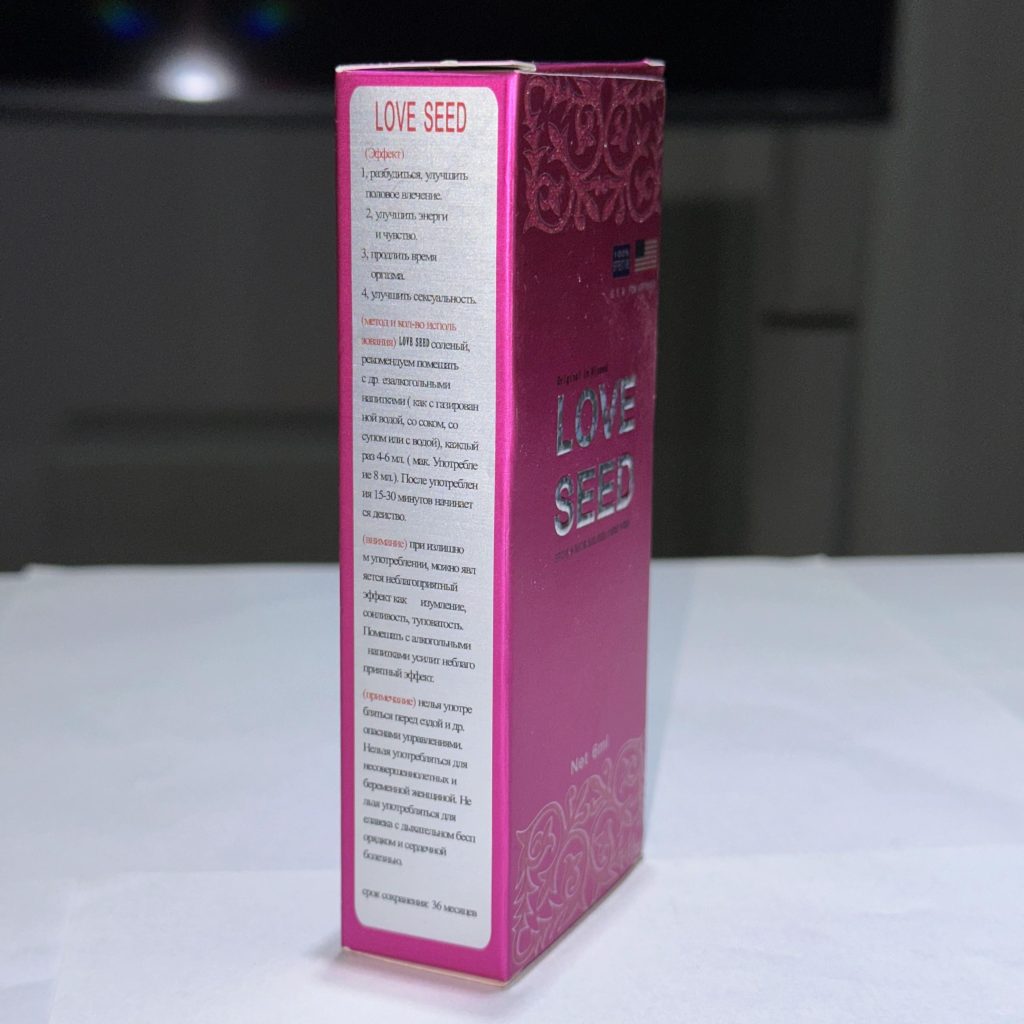 LOVE SEED
(Эффект)
1, разбудиться, улучшить
половое влечение.
2, улучшить энерги
и чувство.
3, продлить время
оргазма.
4, улучшить сексуальность.
(метод и кол-во исполь
зования) LOVE SEED соленый,
рекомендуем помешать
с др. езалкогольными
напитками ( как с газирован
ной водой, со соком, со
супом или с водой), каждый
раз 4-6 мл. ( мак. Употребле
не 8 мл.). После употреблен
ия 15-30 минутов начинает
ся действо.
(внимание) при излишно
м употреблении, можно явл
яется неблагоприятный
эффект как изумление,
сонливость, туповатость.
Помешать с алкогольными
напитками усилит неблаго
приятный эффект.
(примечание) нелья употре
бляться перед ездой и др.
опасными управлениями.
Нельзя употребляться для
несовершеннолетных и
беременной женщиной. Не
льзя употребляться для
с дыхательном бесп
орядком и сердечной
болезнью.
срок сохранения: 36 месяцев
Original in
LOVE
SEED
Net 6ml